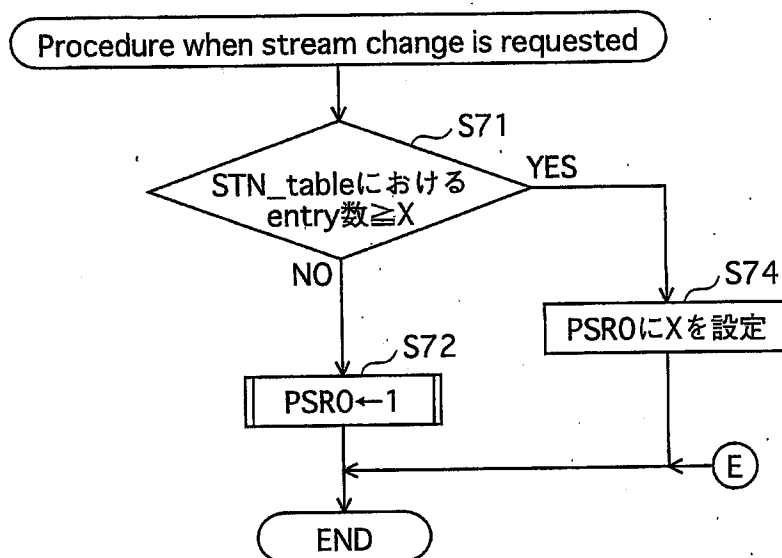 Procedure when stream change is requested
S71
STN_tableにおける
entry数≧X
YES
NO
S74
PSR0にXを設定
S72
PSR0←1
E
END